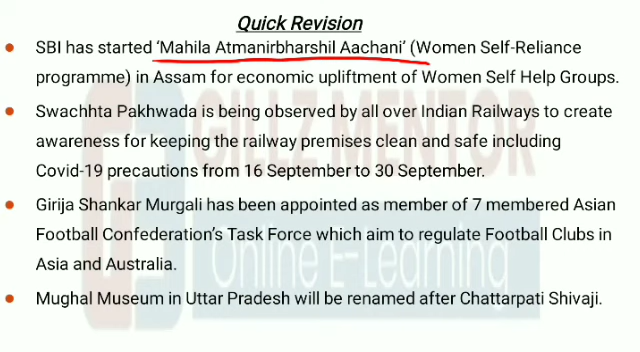 Quick Revision
SBI has started ‘Mahila Atmanirbharshil Aachani’ (Women Self-Reliance
programme) in Assam for economic upliftment of Women Self Help Groups.
Swachhta Pakhwada is being observed by all over Indian Railways to create
awareness for keeping the railway premises clean and safe including
Covid-19 precautions from 16 September to 30 September.
Girija Shankar Murgali has been appointed as member of 7 membered Asian
Football Confederation’s Task Force which aim to regulate Football Clubs in
Asia and Australia.
Mughal Museum in Uttar Pradesh will be renamed after Chattarpati Shivaji.
GILLZ MENTOR
Online E-Learning